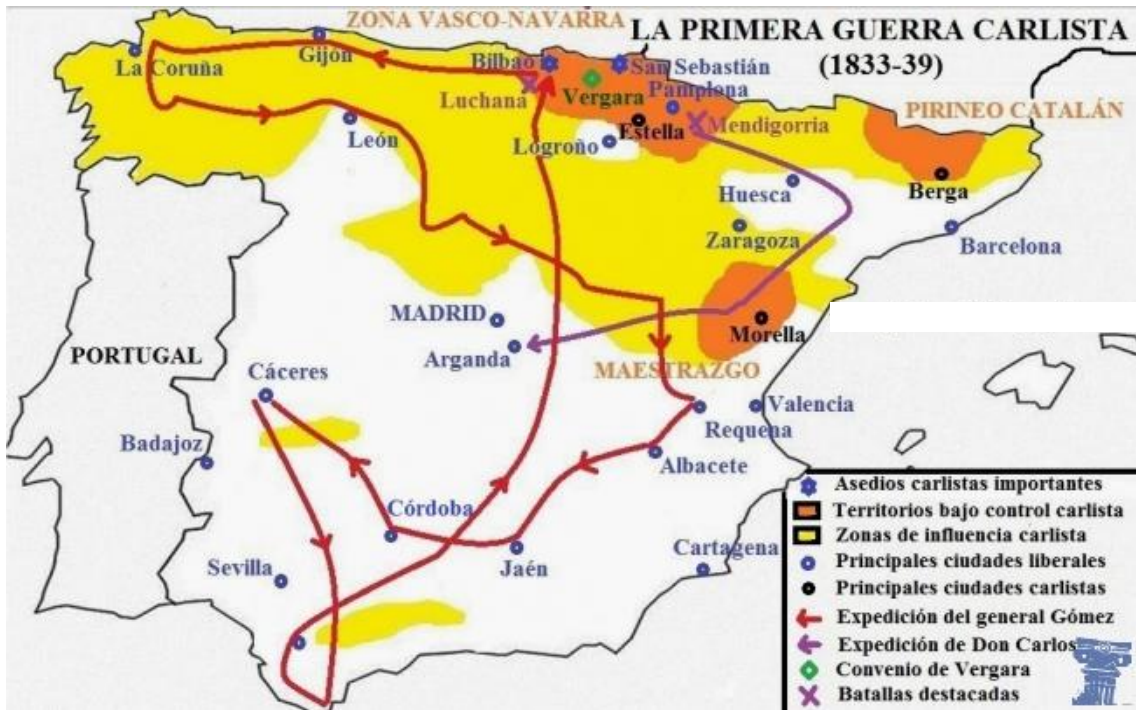 ZONA VASCO-NAVARRA
LA PRIMERA GUERRA CARLISTA
(1833-39)
La Coruña
Gijón
Bilbao
San Sebastián
Luchana
Vergara
Pamplona
PIRINEO CATALÁN
León
Estella
Mendigorria
Logroño
Huesca
Berga
Zaragoza
Barcelona
MADRID
Morella
PORTUGAL
Arganda
MAESTRAZGO
Cáceres
Valencia
Requena
Badajoz
Albacete
Córdoba
Cartagena
Sevilla
Jaén
Asedios carlistas importantes
Territorios bajo control carlista
Zonas de influencia carlista
Principales ciudades liberales
Principales ciudades carlistas
Expedición del general Gómez
Expedición de Don Carlos
Convenio de Vergara
Batallas destacadas